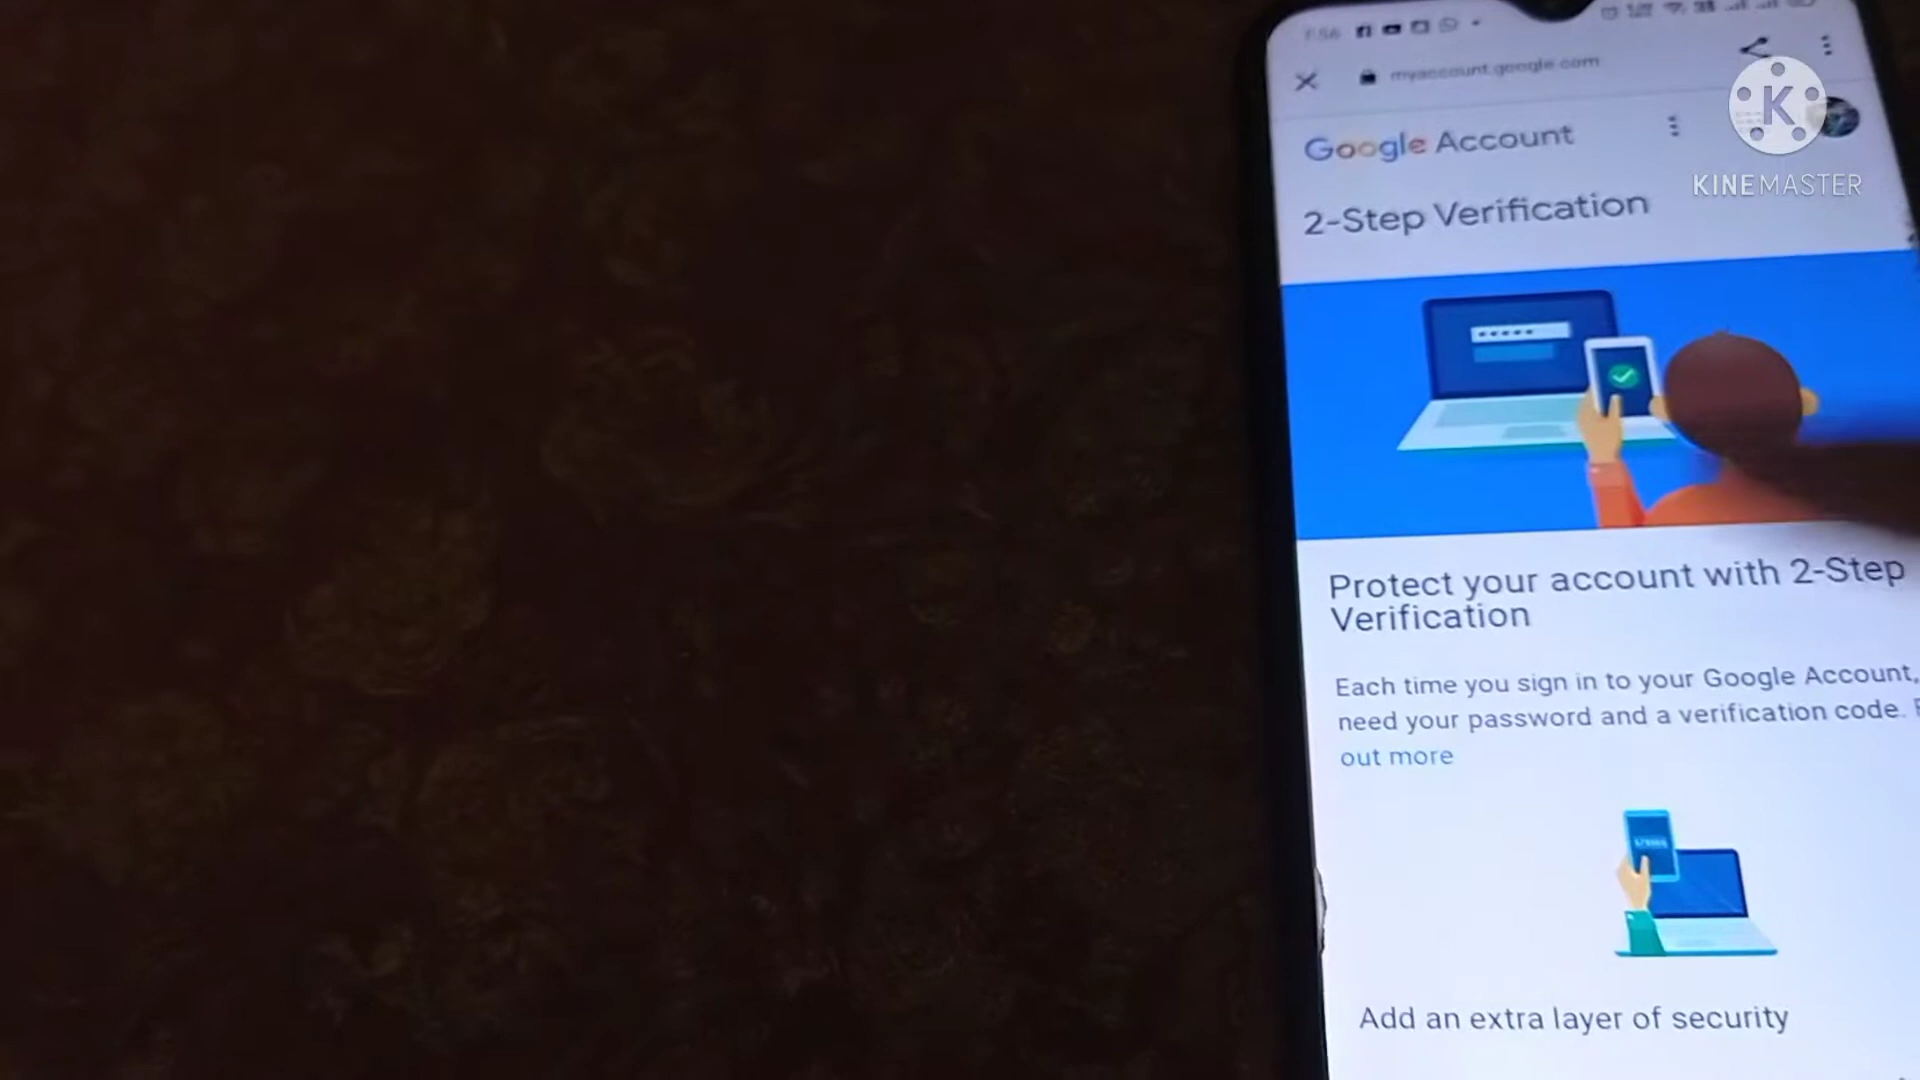 7:56
myaccount.google.com
Google Account
K
KINEMASTER
2-Step Verification
Protect your account with 2-Step
Verification
Each time you sign in to your Google Account,
need your password and a verification code.
out more
Add an extra layer of security